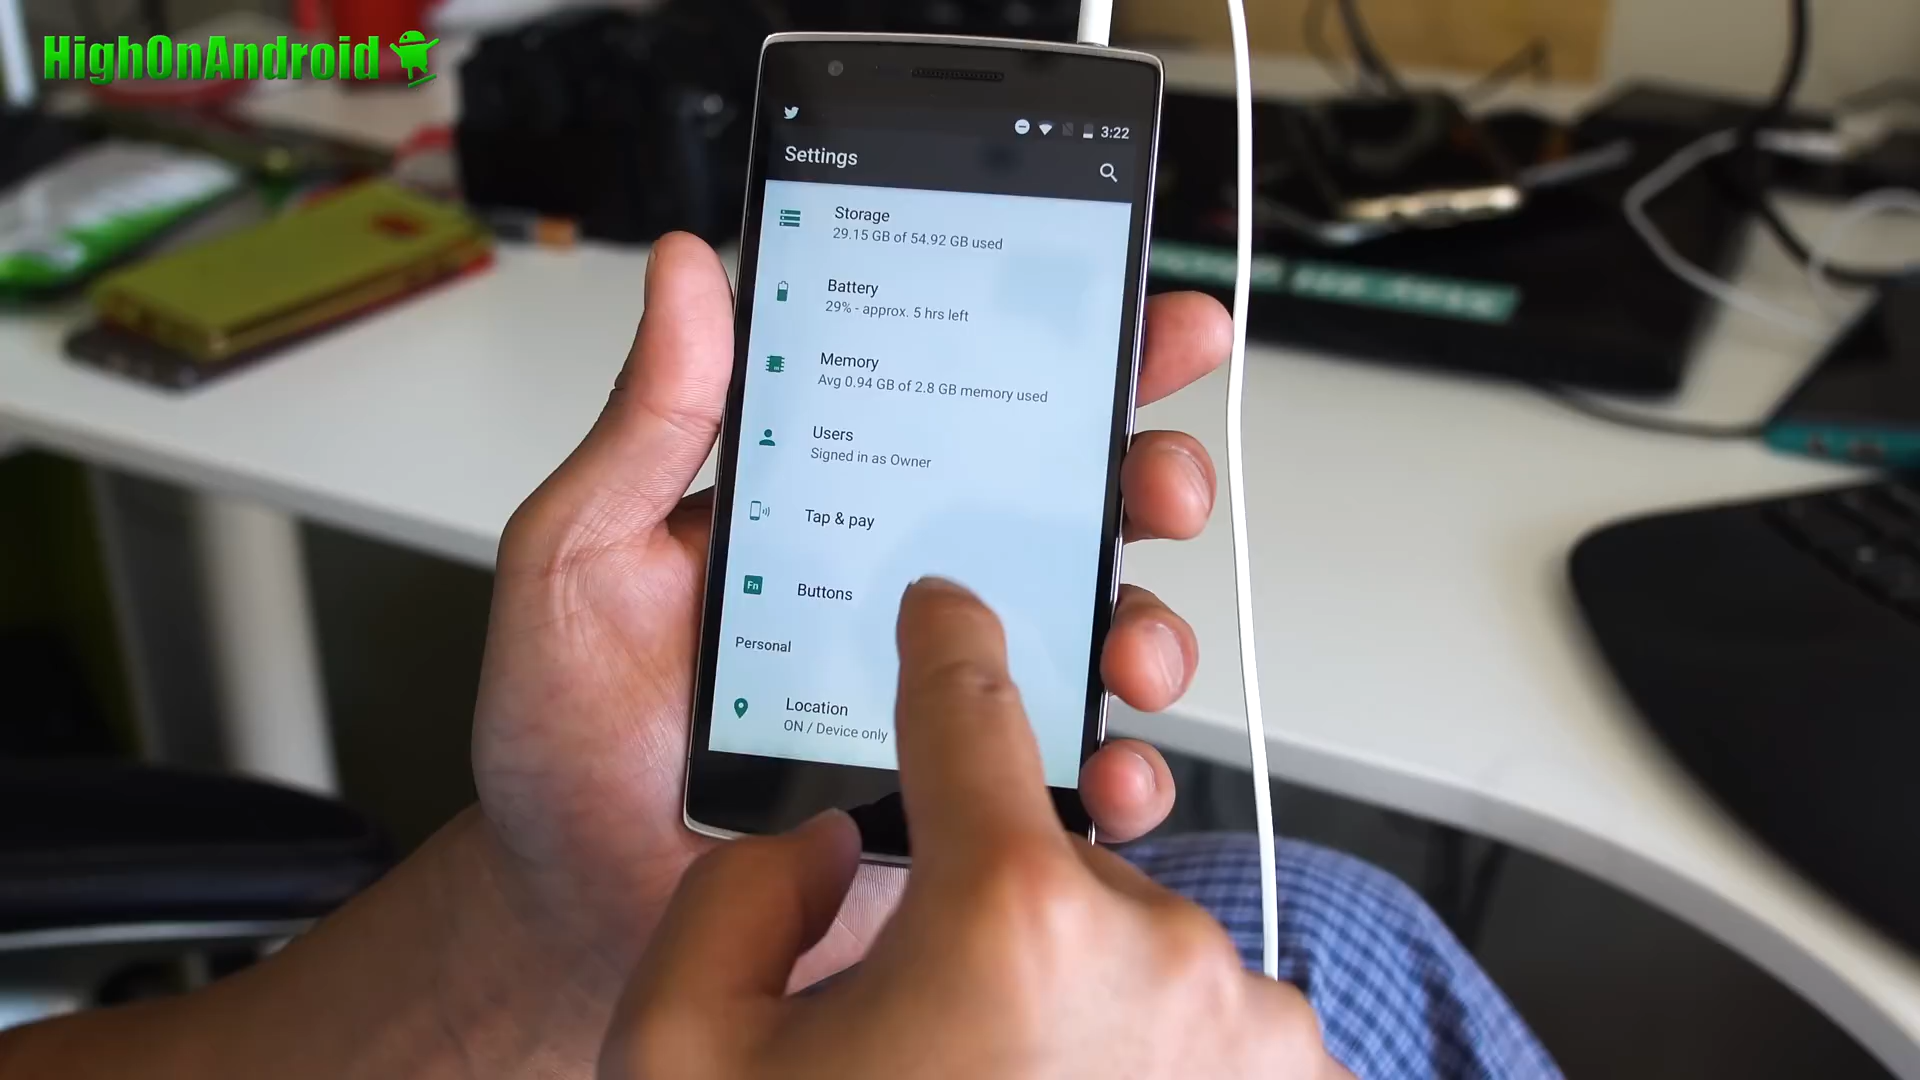 HighOnAndroid
3:22
Settings
Storage
29.15 GB of 54.92 GB used
Battery
29% - approx. 5 hrs left
Memory
Avg 0.94 GB of 2.8 GB memory used
Users
Signed in as Owner
Tap & pay
Fn
Buttons
Personal
Location
ON / Device only